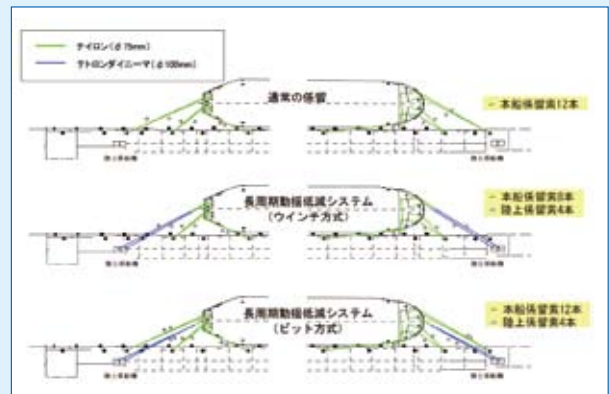 ナイロン(φ75mm)
テトロンダイニーマ(φ100mm)
通常の係留
- 本船係留索12本
長周期動揺低減システム
(ウインチ方式)
- 本船係留索8本
- 陸上係留索4本
長周期動揺低減システム
(ビット方式)
- 本船係留索12本
- 陸上係留索4本